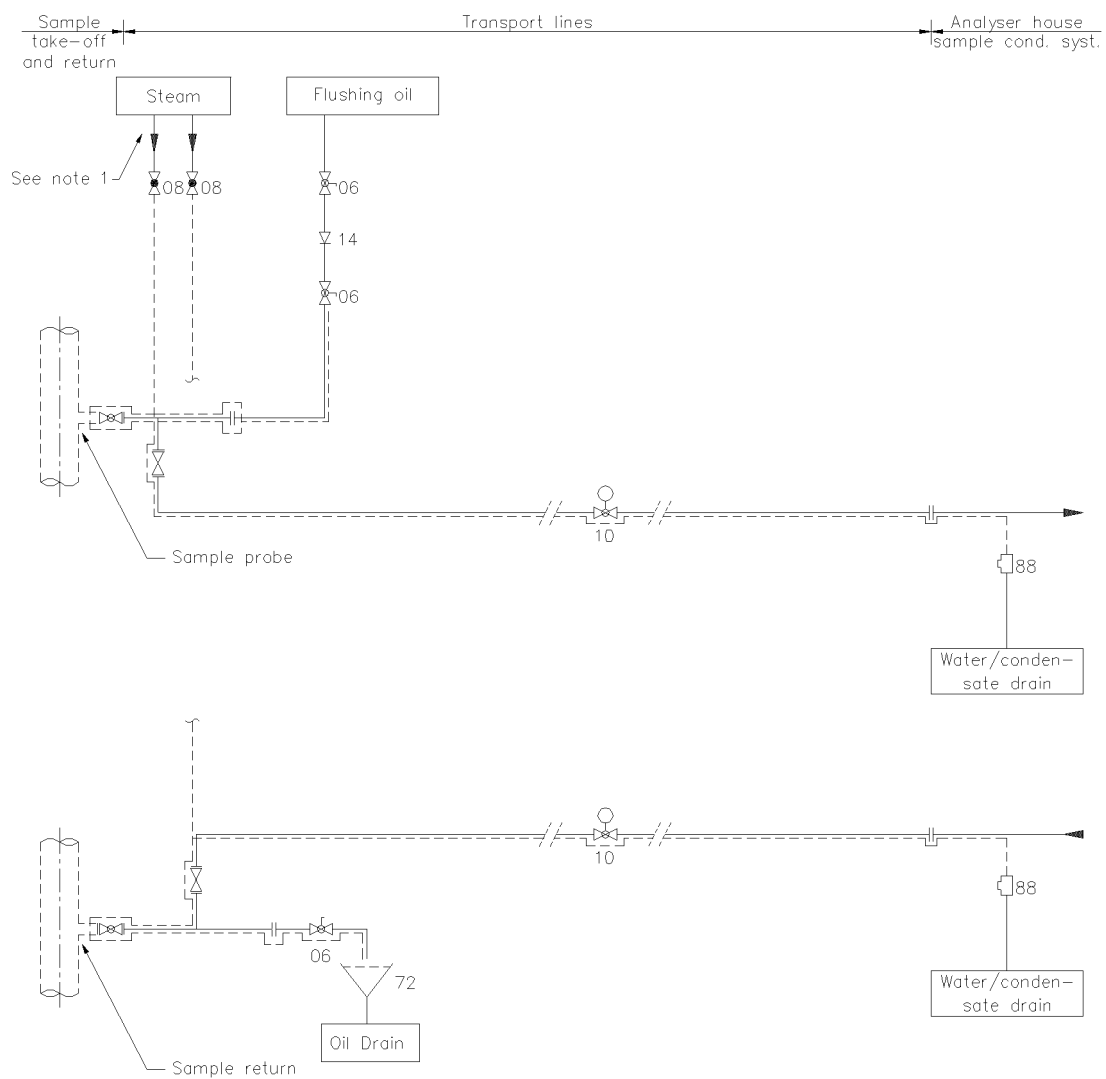 Sample
take-off
and return
Transport lines
Analyser house
sample cond. syst.
Steam
Flushing oil
See note 1
08
08
06
14
06
Sample probe
10
88
Water/conden-
sate drain
10
88
06
72
Water/conden-
sate drain
Oil Drain
Sample return